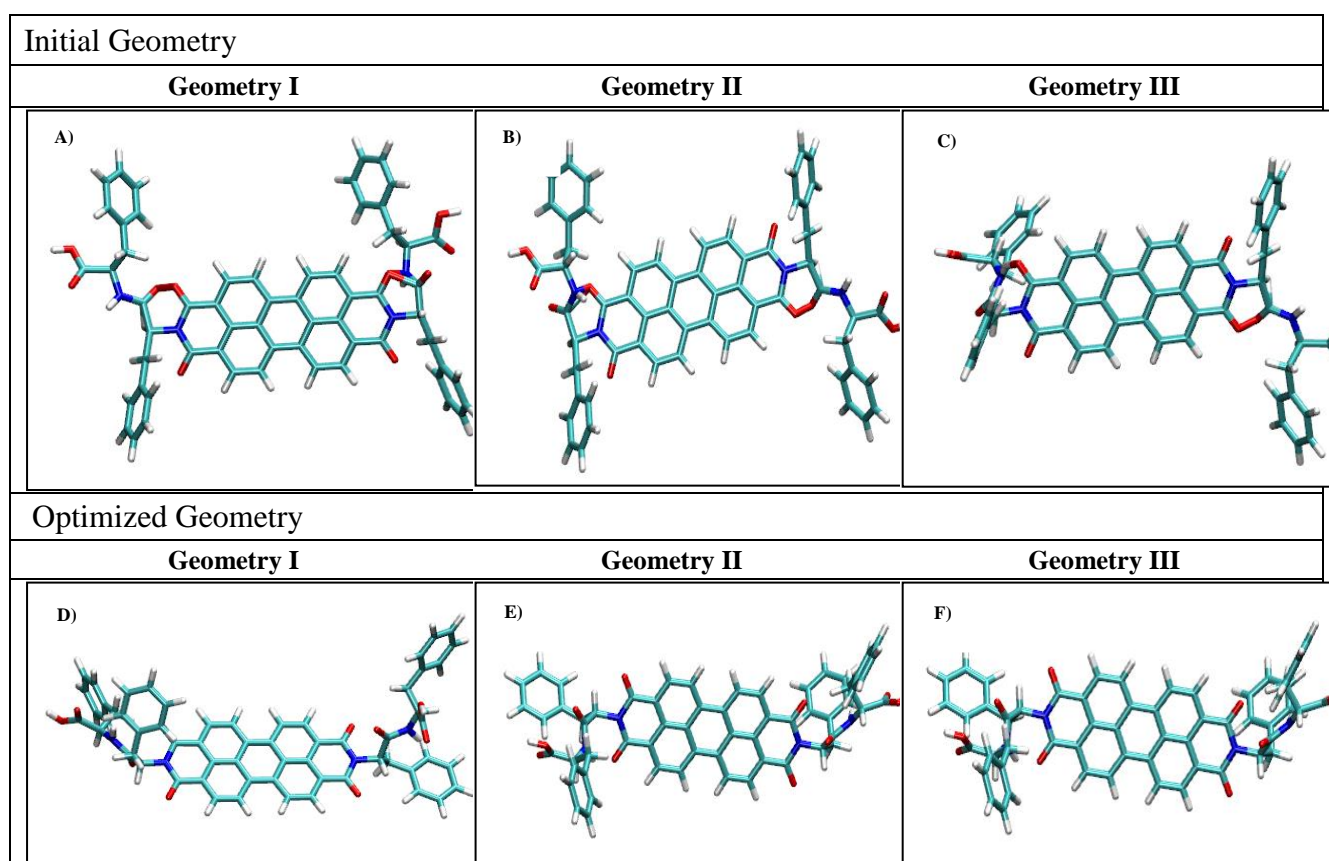 Initial Geometry
Geometry I Geometry II Geometry III
A) B) C)
Optimized Geometry
Geometry I Geometry II Geometry III
D) E) F)